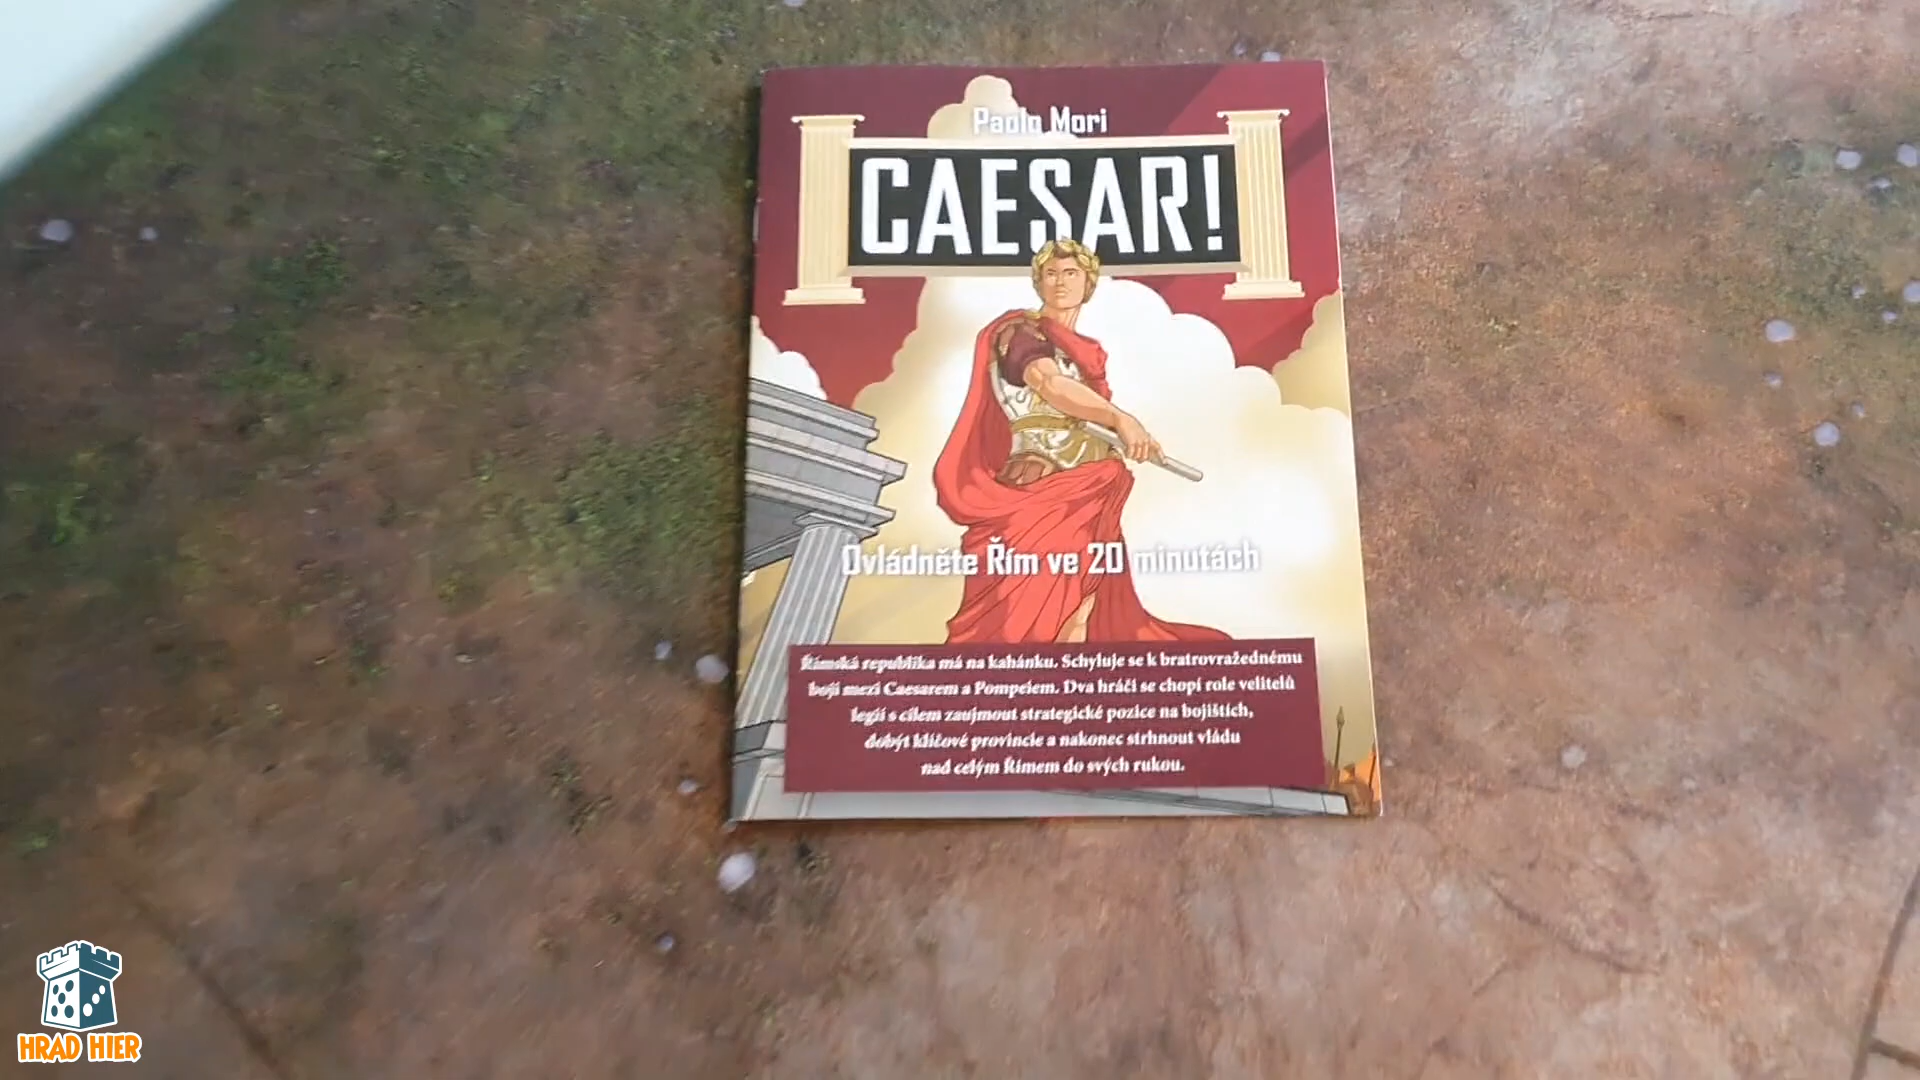 Paolo Mori
CAESAR!
Ovládněte Řím ve 20 minutách
Římská republika má na kahánku. Schyluje se k bratrovražednému
boji mezi Caesarem a Pompeiem. Dva hráči se chopí role velitelů
legií s cílem zaujmout strategické pozice na bojištích,
dobýt klíčové provincie a nakonec strhnout vládu
nad celým Římem do svých rukou.
HRAD HIER